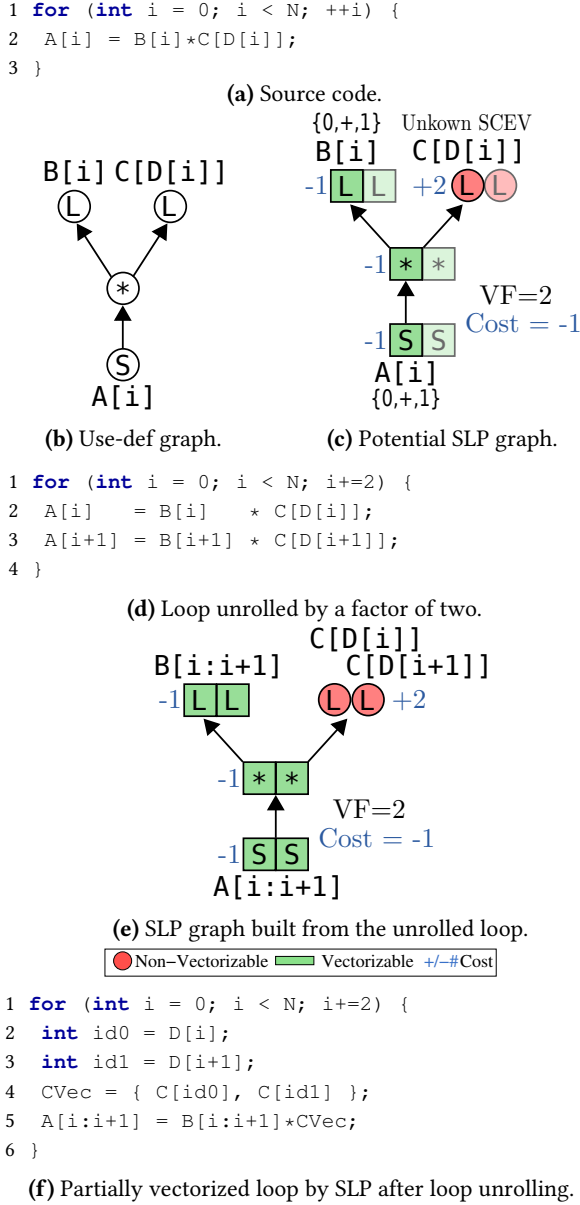 1 for (int i = 0; i < N; ++i) {
2 A[i] = B[i]*C[D[i]];
3 }
(a) Source code.
B[i] C[D[i]]
L L
*
S
A[i]
(b) Use-def graph.
{0,+,1} Unkown SCEV
B[i] C[D[i]]
-1 L L +2 L L
-1 * *
VF=2
Cost = -1
-1 S S
A[i]
{0,+,1}
(c) Potential SLP graph.
1 for (int i = 0; i < N; i+=2) {
2 A[i] = B[i] * C[D[i]];
3 A[i+1] = B[i+1] * C[D[i+1]];
4 }
(d) Loop unrolled by a factor of two.
C[D[i]]
B[i:i+1] C[D[i+1]]
-1 L L L L +2
-1 * *
VF=2
Cost = -1
-1 S S
A[i:i+1]
(e) SLP graph built from the unrolled loop.
Non-Vectorizable Vectorizable +/-# Cost
1 for (int i = 0; i < N; i+=2) {
2 int id0 = D[i];
3 int id1 = D[i+1];
4 CVec = { C[id0], C[id1] };
5 A[i:i+1] = B[i:i+1]*CVec;
6 }
(f) Partially vectorized loop by SLP after loop unrolling.